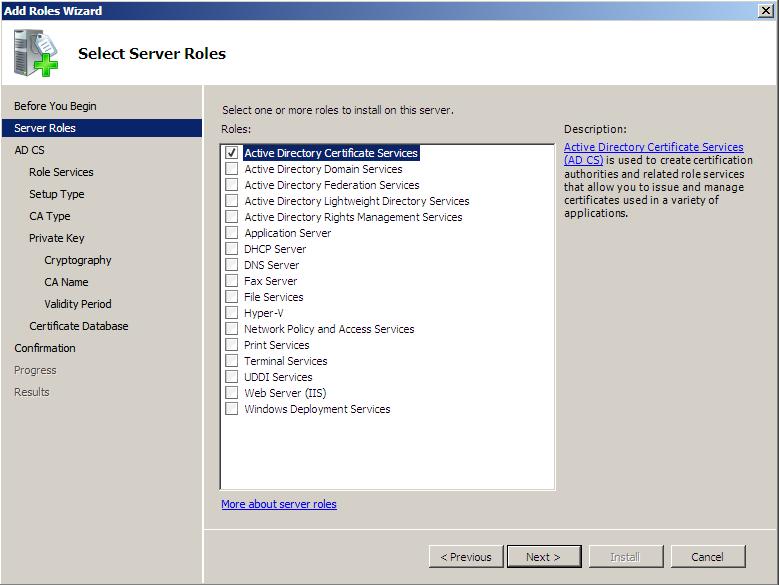 Add Roles Wizard
Select Server Roles
Before You Begin
Server Roles
AD CS
Role Services
Setup Type
CA Type
Private Key
Cryptography
CA Name
Validity Period
Certificate Database
Confirmation
Progress
Results
Select one or more roles to install on this server.
Roles:
Active Directory Certificate Services
Active Directory Domain Services
Active Directory Federation Services
Active Directory Lightweight Directory Services
Active Directory Rights Management Services
Application Server
DHCP Server
DNS Server
Fax Server
File Services
Hyper-V
Network Policy and Access Services
Print Services
Terminal Services
UDDI Services
Web Server (IIS)
Windows Deployment Services
More about server roles
Description:
Active Directory Certificate Services
(AD CS) is used to create certification
authorities and related role services
that allow you to issue and manage
certificates used in a variety of
applications.
< Previous
Next >
Install
Cancel